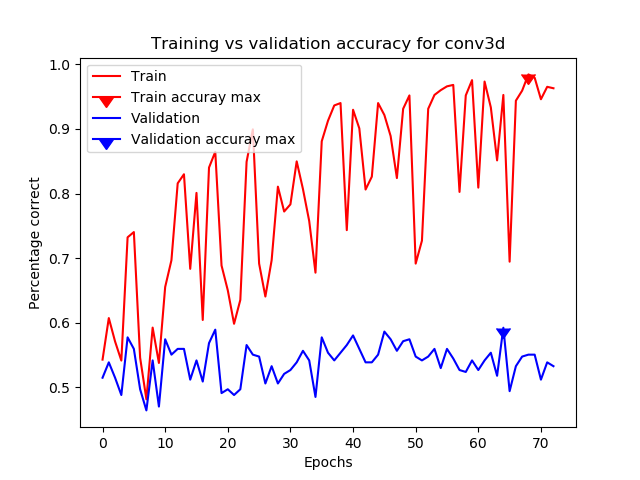 Training vs validation accuracy for conv3d
Train
Train accuray max
Validation
Validation accuray max
Percentage correct
1.0
0.9
0.8
0.7
0.6
0.5
0 10 20 30 40 50 60 70
Epochs